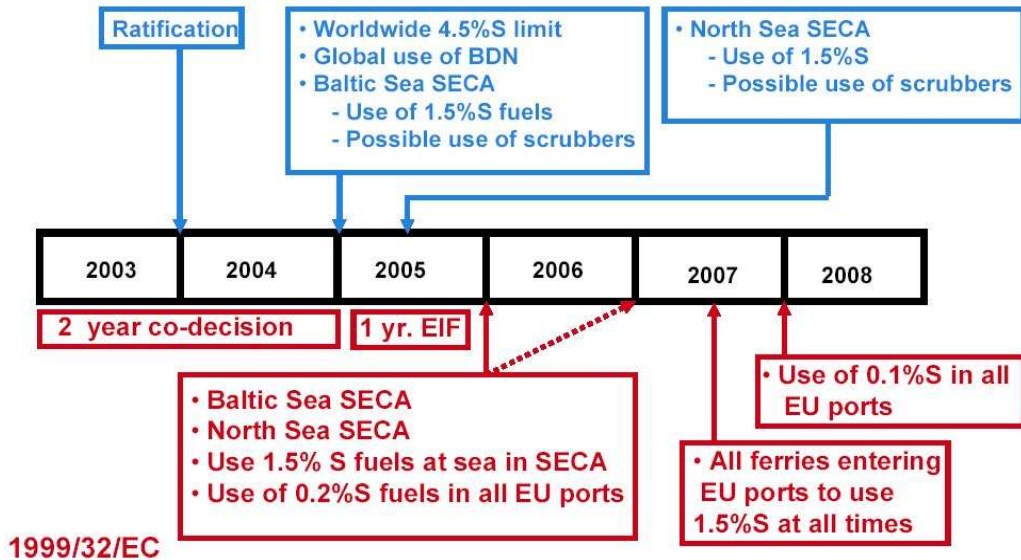 Ratification
• Worldwide 4.5%S limit
• Global use of BDN
• Baltic Sea SECA
- Use of 1.5%S fuels
- Possible use of scrubbers
• North Sea SECA
- Use of 1.5%S
- Possible use of scrubbers
2003 2004 2005 2006 2007 2008
2 year co-decision
1 yr. EIF
• Baltic Sea SECA
• North Sea SECA
• Use 1.5% S fuels at sea in SECA
• Use of 0.2%S fuels in all EU ports
• Use of 0.1%S in all
EU ports
• All ferries entering
EU ports to use
1.5%S at all times
1999/32/EC